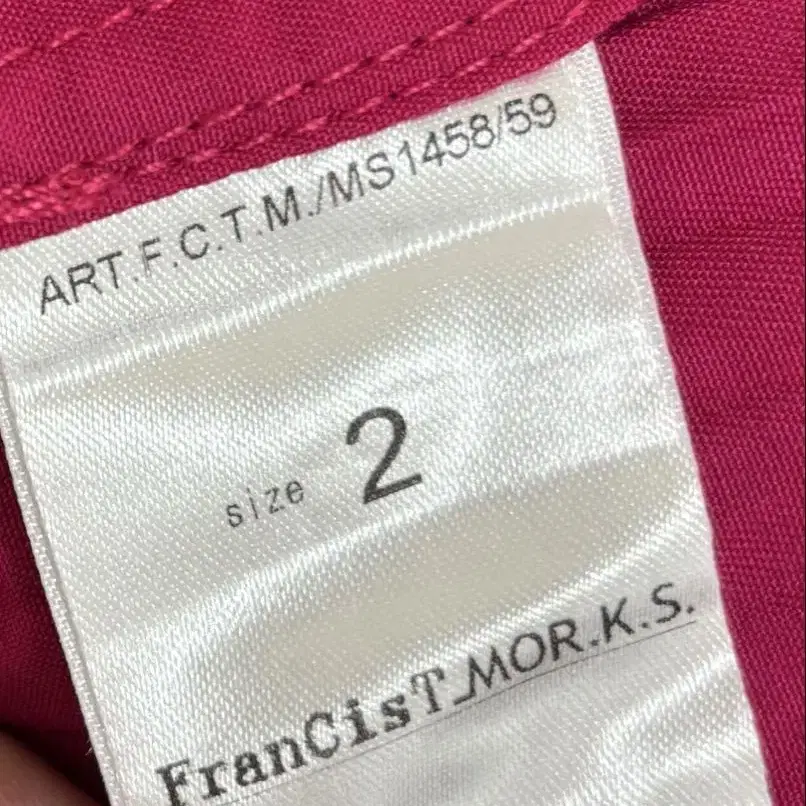 ART.F.C.T.M./MS1458/59
size 2
FranCisT_MOR.K.S.